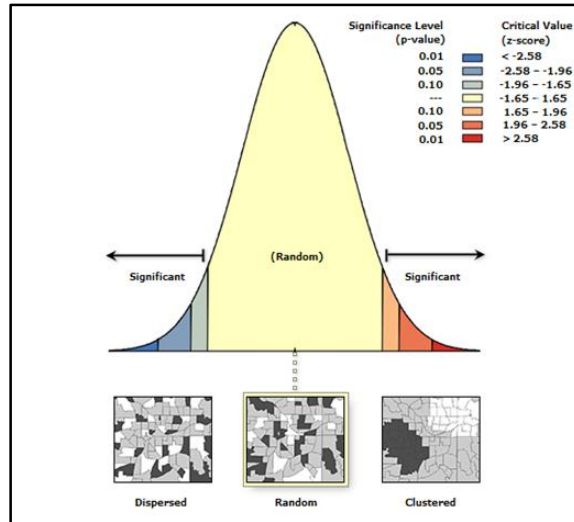 Significance Level Critical Value
(p-value) (z-score)
0.01 < -2.58
0.05 -2.58 – -1.96
0.10 -1.96 – -1.65
--- -1.65 – 1.65
0.10 1.65 – 1.96
0.05 1.96 – 2.58
0.01 > 2.58
(Random)
Significant Significant
Dispersed Random Clustered